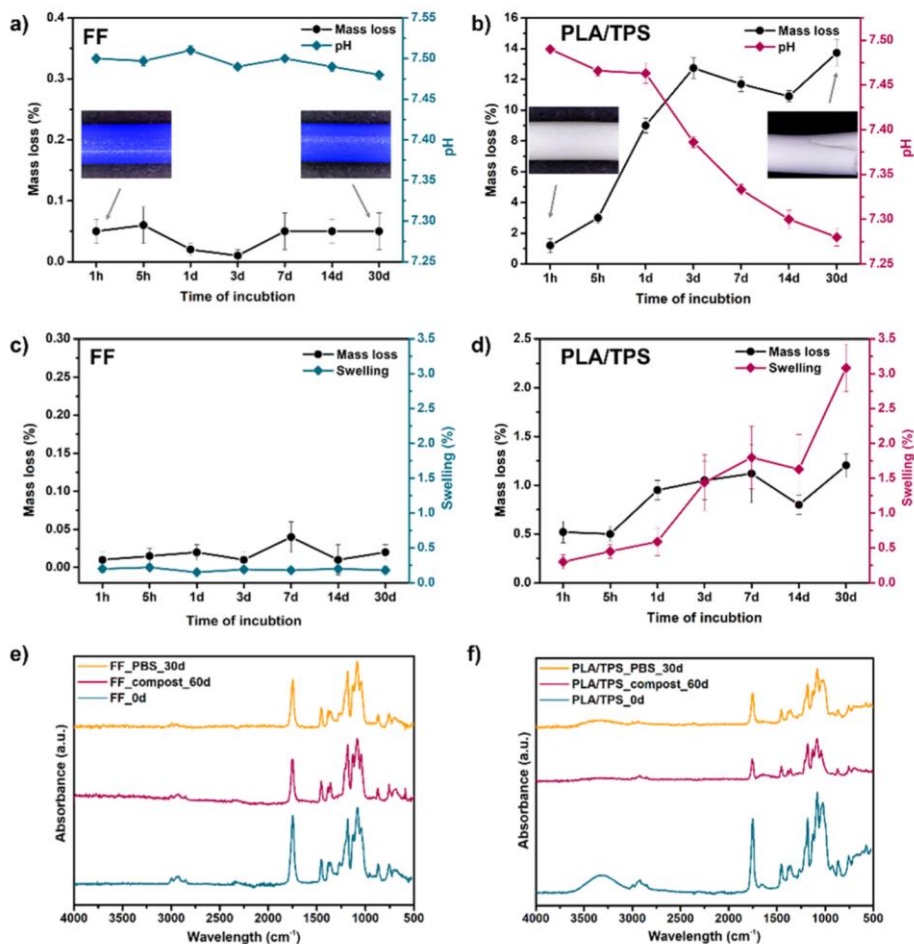 a) FF
Mass loss
pH
Mass loss (%)
0.4
0.3
0.2
0.1
0.0
7.55
7.50
7.45
7.40
7.35
7.30
7.25
pH
1h 5h 1d 3d 7d 14d 30d
Time of incubtion
b) PLA/TPS
Mass loss
pH
Mass loss (%)
16
14
12
10
8
6
4
2
0
7.50
7.45
7.40
7.35
7.30
7.25
pH
1h 5h 1d 3d 7d 14d 30d
Time of incubtion
c) FF
Mass loss
Swelling
Mass loss (%)
0.30
0.25
0.20
0.15
0.10
0.05
0.00
3.5
3.0
2.5
2.0
1.5
1.0
0.5
0.0
Swelling (%)
1h 5h 1d 3d 7d 14d 30d
Time of incubtion
d) PLA/TPS
Mass loss
Swelling
Mass loss (%)
2.5
2.0
1.5
1.0
0.5
0.0
3.5
3.0
2.5
2.0
1.5
1.0
0.5
0.0
Swelling (%)
1h 5h 1d 3d 7d 14d 30d
Time of incubtion
e)
FF_PBS_30d
FF_compost_60d
FF_0d
Absorbance (a.u.)
4000 3500 3000 2500 2000 1500 1000 500
Wavelength (cm⁻¹)
f)
PLA/TPS_PBS_30d
PLA/TPS_compost_60d
PLA/TPS_0d
Absorbance (a.u.)
4000 3500 3000 2500 2000 1500 1000 500
Wavelength (cm⁻¹)